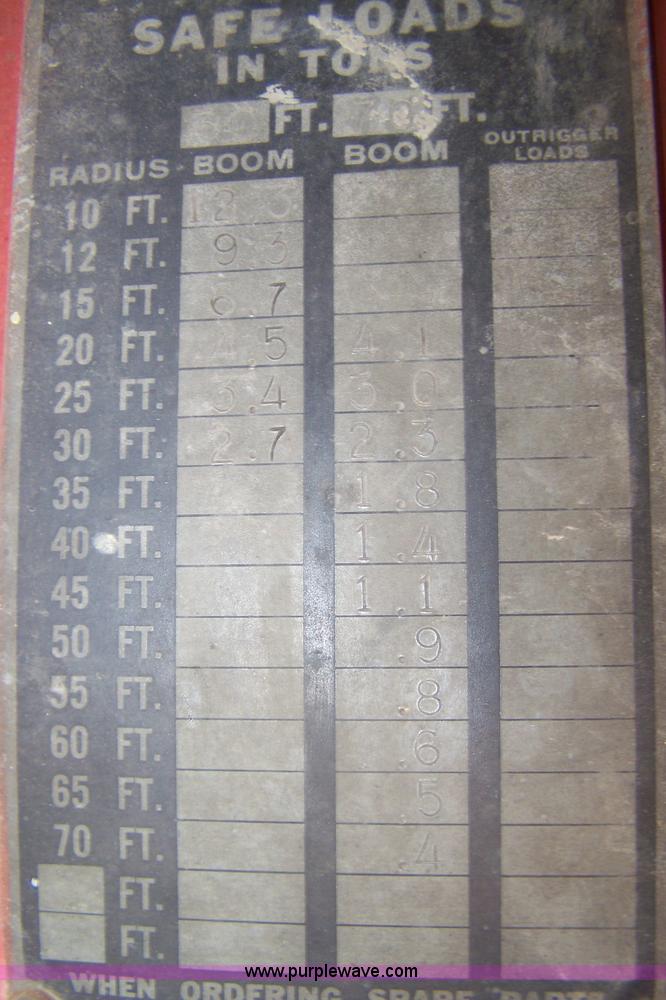 SAFE LOADS
IN TONS
FT. FT.
RADIUS BOOM BOOM OUTRIGGER LOADS
10 FT. 12.3
12 FT. 9.3
15 FT. 6.7
20 FT. 4.5 4.1
25 FT. 3.4 3.0
30 FT. 2.7 2.3
35 FT. 1.8
40 FT. 1.4
45 FT. 1.1
50 FT. .9
55 FT. .8
60 FT. .6
65 FT. .5
70 FT. .4
FT.
FT.
www.purplewave.com
WHEN ORDERING SPARE PARTS